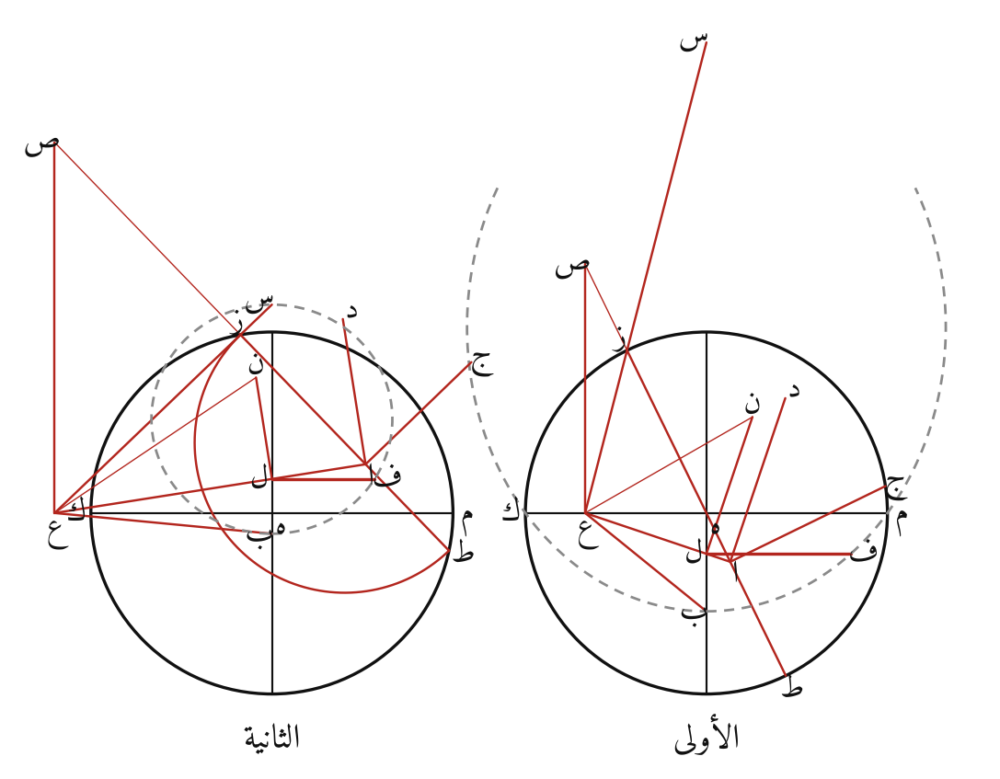 س
ص
ز
ن
د
ج
ك
ع
ه
م
ل
ا
ف
ب
ط
الأولى
ص
س
ز
د
ن
ج
ل
ا
ف
ك
ع
ب
ه
م
ط
الثانية